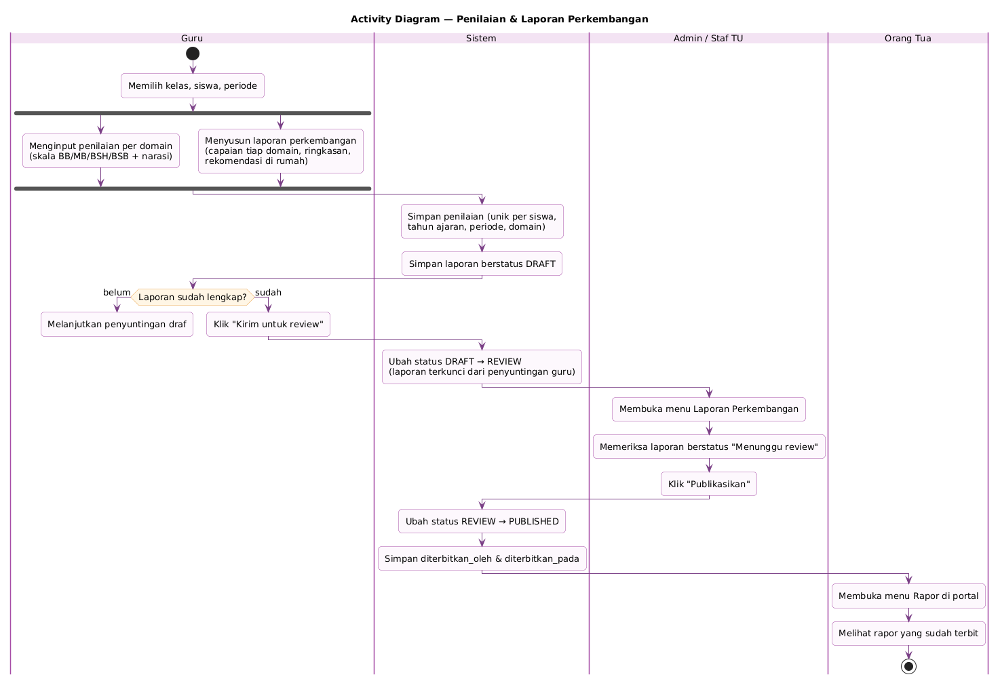 Activity Diagram — Penilaian & Laporan Perkembangan
Guru
Sistem
Admin / Staf TU
Orang Tua
Memilih kelas, siswa, periode
Menginput penilaian per domain
(skala BB/MB/BSH/BSB + narasi)
Menyusun laporan perkembangan
(capaian tiap domain, ringkasan,
rekomendasi di rumah)
Simpan penilaian (unik per siswa,
tahun ajaran, periode, domain)
Simpan laporan berstatus DRAFT
belum
Laporan sudah lengkap?
sudah
Melanjutkan penyuntingan draf
Klik "Kirim untuk review"
Ubah status DRAFT → REVIEW
(laporan terkunci dari penyuntingan guru)
Membuka menu Laporan Perkembangan
Memeriksa laporan berstatus "Menunggu review"
Klik "Publikasikan"
Ubah status REVIEW → PUBLISHED
Simpan diterbitkan_oleh & diterbitkan_pada
Membuka menu Rapor di portal
Melihat rapor yang sudah terbit